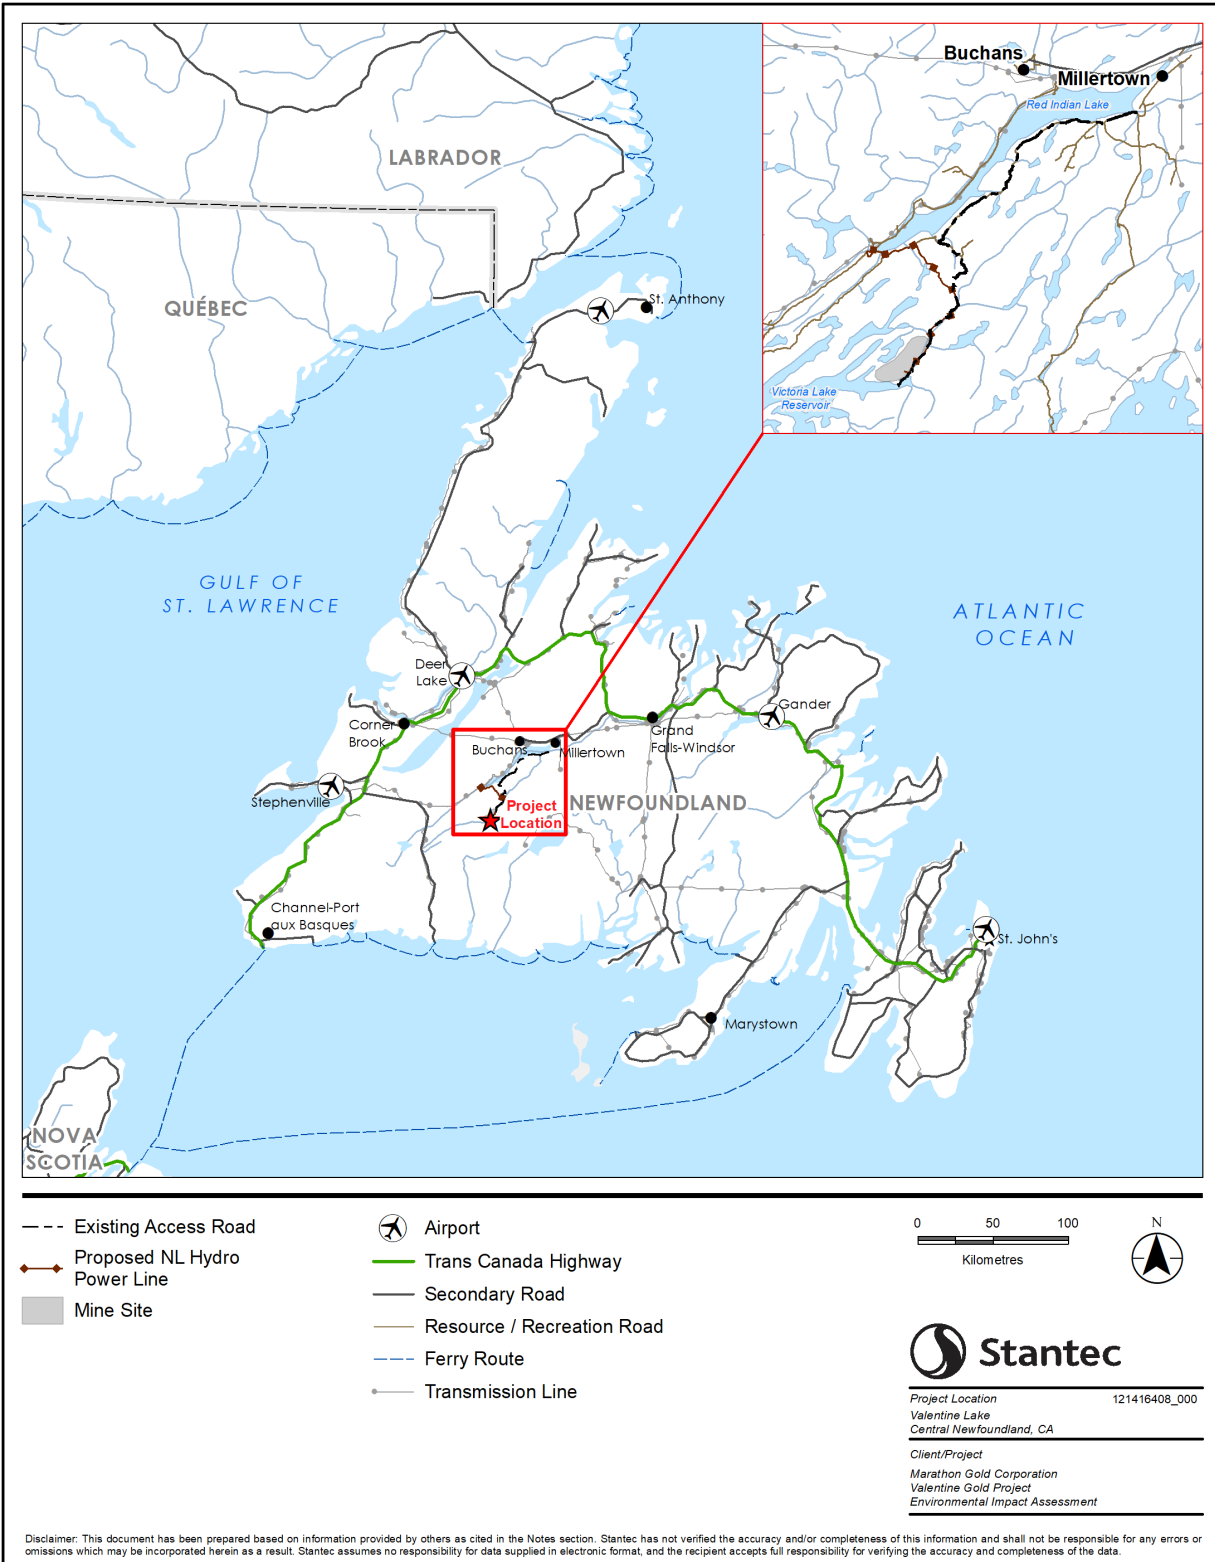 Buchans
Millertown
Red Indian Lake
Victoria Lake
Reservoir
LABRADOR
QUÉBEC
St. Anthony
GULF OF
ST. LAWRENCE
ATLANTIC
OCEAN
Deer
Lake
Corner
Brook
Gander
Grand
Falls-Windsor
Buchans
Millertown
Stephenville
Project
Location
NEWFOUNDLAND
Channel-Port
aux Basques
St. John's
Marystown
NOVA
SCOTIA
Existing Access Road
Proposed NL Hydro
Power Line
Mine Site
Airport
Trans Canada Highway
Secondary Road
Resource / Recreation Road
Ferry Route
Transmission Line
0 50 100
Kilometres
N
Stantec
Project Location 121416408_000
Valentine Lake
Central Newfoundland, CA
Client/Project
Marathon Gold Corporation
Valentine Gold Project
Environmental Impact Assessment
Disclaimer: This document has been prepared based on information provided by others as cited in the Notes section. Stantec has not verified the accuracy and/or completeness of this information and shall not be responsible for any errors or
omissions which may be incorporated herein as a result. Stantec assumes no responsibility for data supplied in electronic format, and the recipient accepts full responsibility for verifying the accuracy and completeness of the data.